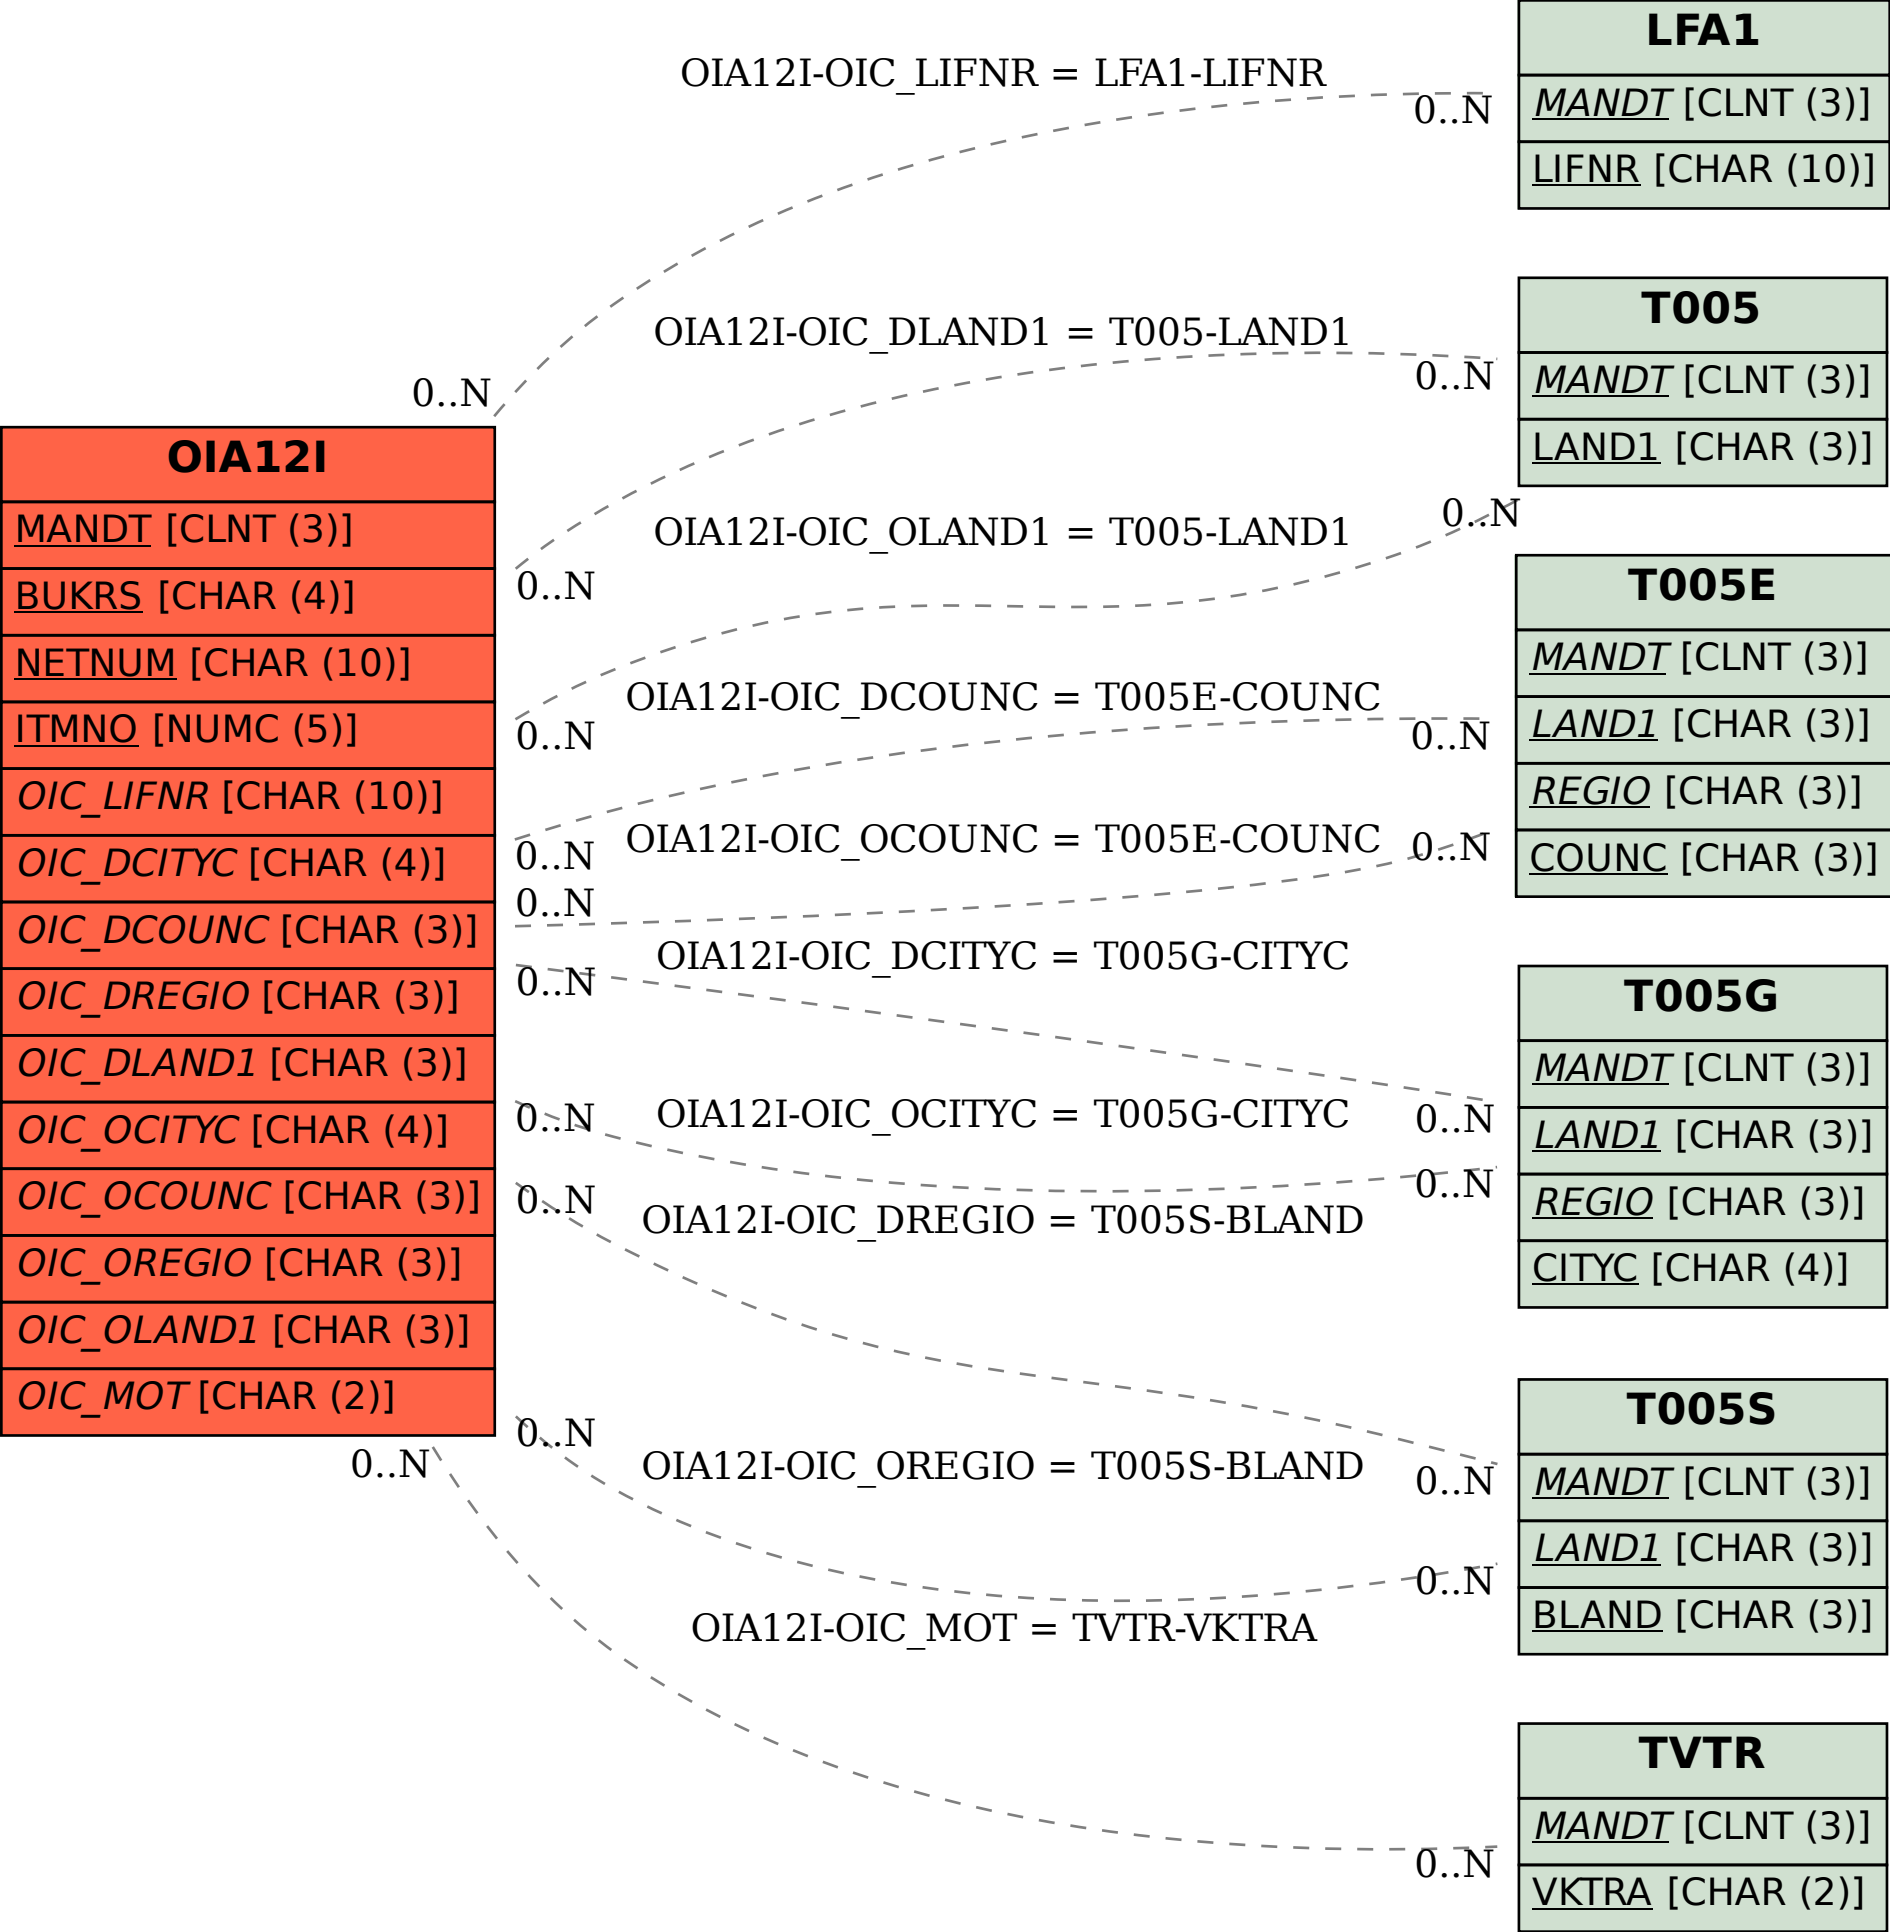 OIA12I
MANDT [CLNT (3)]
BUKRS [CHAR (4)]
NETNUM [CHAR (10)]
ITMNO [NUMC (5)]
OIC_LIFNR [CHAR (10)]
OIC_DCITYC [CHAR (4)]
OIC_DCOUNC [CHAR (3)]
OIC_DREGIO [CHAR (3)]
OIC_DLAND1 [CHAR (3)]
OIC_OCITYC [CHAR (4)]
OIC_OCOUNC [CHAR (3)]
OIC_OREGIO [CHAR (3)]
OIC_OLAND1 [CHAR (3)]
OIC_MOT [CHAR (2)]
OIA12I-OIC_LIFNR = LFA1-LIFNR
0..N
0..N
OIA12I-OIC_DLAND1 = T005-LAND1
0..N
0..N
OIA12I-OIC_OLAND1 = T005-LAND1
0..N
0..N
OIA12I-OIC_DCOUNC = T005E-COUNC
0..N
0..N
OIA12I-OIC_OCOUNC = T005E-COUNC
0..N
0..N
OIA12I-OIC_DCITYC = T005G-CITYC
0..N
0..N
OIA12I-OIC_OCITYC = T005G-CITYC
0..N
0..N
OIA12I-OIC_DREGIO = T005S-BLAND
0..N
0..N
OIA12I-OIC_OREGIO = T005S-BLAND
0..N
0..N
OIA12I-OIC_MOT = TVTR-VKTRA
0..N
0..N
LFA1
MANDT [CLNT (3)]
LIFNR [CHAR (10)]
T005
MANDT [CLNT (3)]
LAND1 [CHAR (3)]
T005E
MANDT [CLNT (3)]
LAND1 [CHAR (3)]
REGIO [CHAR (3)]
COUNC [CHAR (3)]
T005G
MANDT [CLNT (3)]
LAND1 [CHAR (3)]
REGIO [CHAR (3)]
CITYC [CHAR (4)]
T005S
MANDT [CLNT (3)]
LAND1 [CHAR (3)]
BLAND [CHAR (3)]
TVTR
MANDT [CLNT (3)]
VKTRA [CHAR (2)]